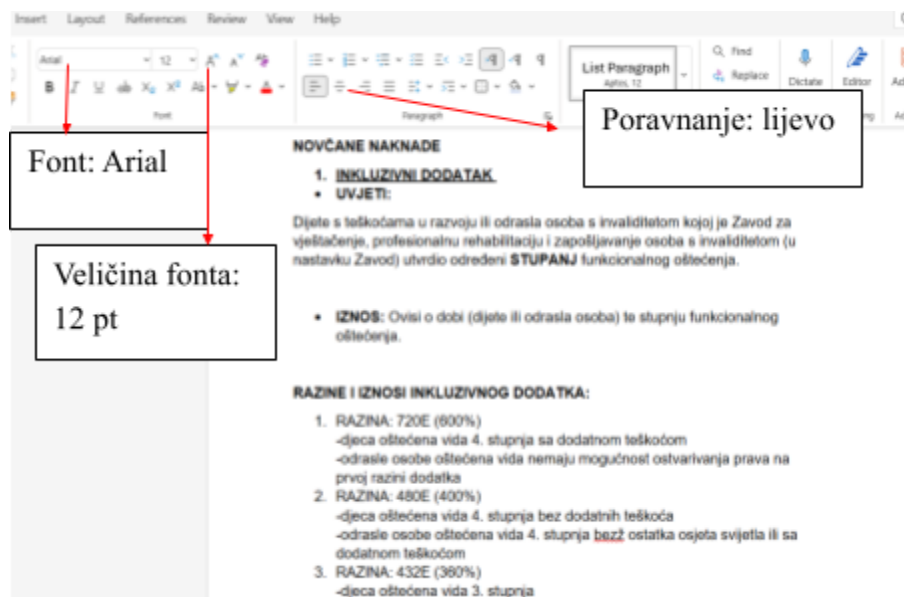 Insert Layout References Review View Help
Arial 12
List Paragraph
Aptos, 12
Find
Replace
Dictate
Editor
Font
Paragraph
Font: Arial
Veličina fonta:
12 pt
Poravnanje: lijevo
NOVČANE NAKNADE
1. INKLUZIVNI DODATAK
• UVJETI:
Dijete s teškoćama u razvoju ili odrasla osoba s invaliditetom kojoj je Zavod za
vještačenje, profesionalnu rehabilitaciju i zapošljavanje osoba s invaliditetom (u
nastavku Zavod) utvrdio određeni STUPANJ funkcionalnog oštećenja.
• IZNOS: Ovisi o dobi (dijete ili odrasla osoba) te stupnju funkcionalnog
oštećenja.
RAZINE I IZNOSI INKLUZIVNOG DODATKA:
1. RAZINA: 720E (600%)
-djeca oštećena vida 4. stupnja sa dodatnom teškoćom
-odrasle osobe oštećena vida nemaju mogućnost ostvarivanja prava na
prvoj razini dodatka
2. RAZINA: 480E (400%)
-djeca oštećena vida 4. stupnja bez dodatnih teškoća
-odrasle osobe oštećena vida 4. stupnja bezž ostatka osjeta svijetla ili sa
dodatnom teškoćom
3. RAZINA: 432E (360%)
-djeca oštećena vida 3. stupnja